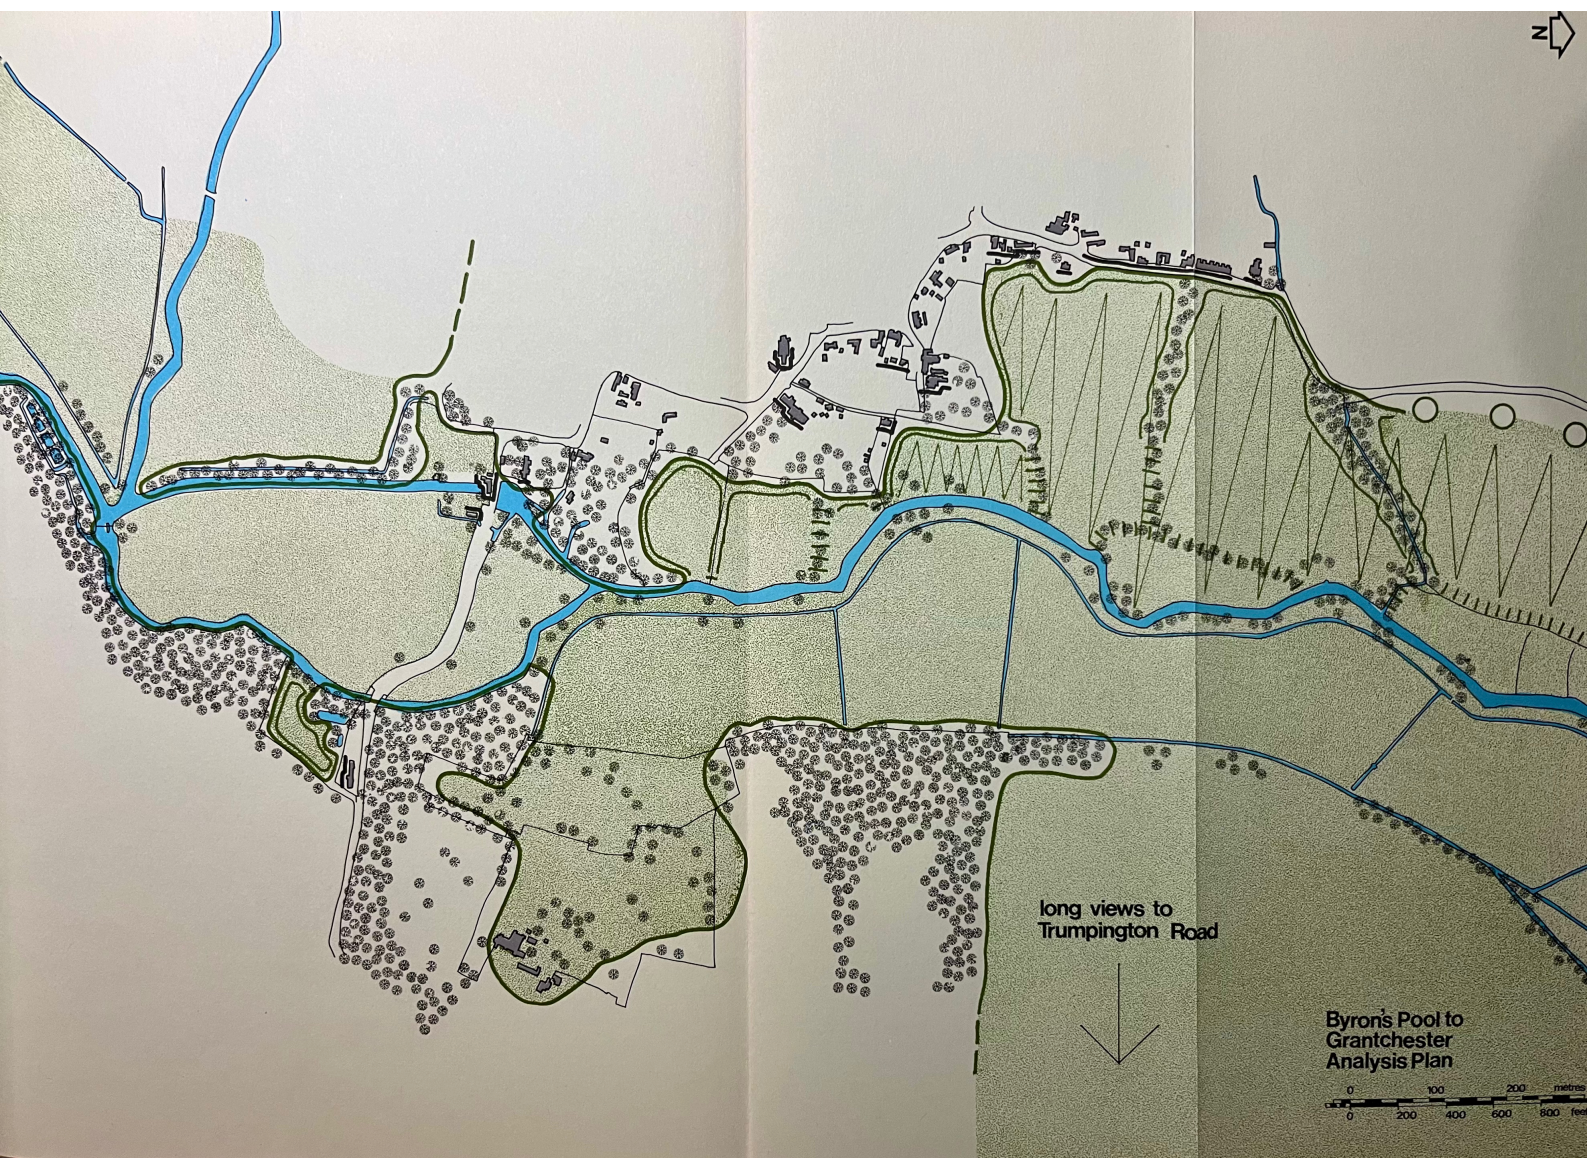 N
long views to
Trumpington Road
Byron's Pool to
Grantchester
Analysis Plan
0 100 200 metres
0 200 400 600 800 feet